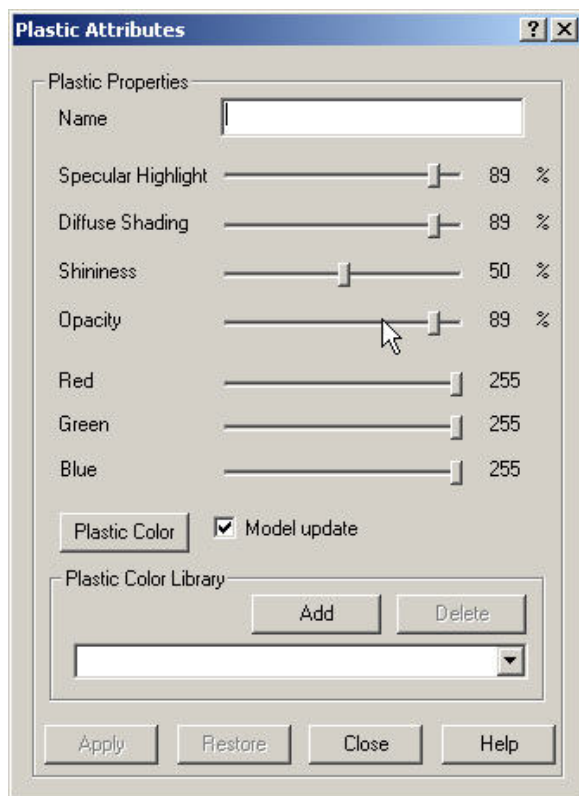 Plastic Attributes
Plastic Properties
Name
Specular Highlight 89 %
Diffuse Shading 89 %
Shininess 50 %
Opacity 89 %
Red 255
Green 255
Blue 255
Plastic Color Model update
Plastic Color Library
Add Delete
Apply Restore Close Help